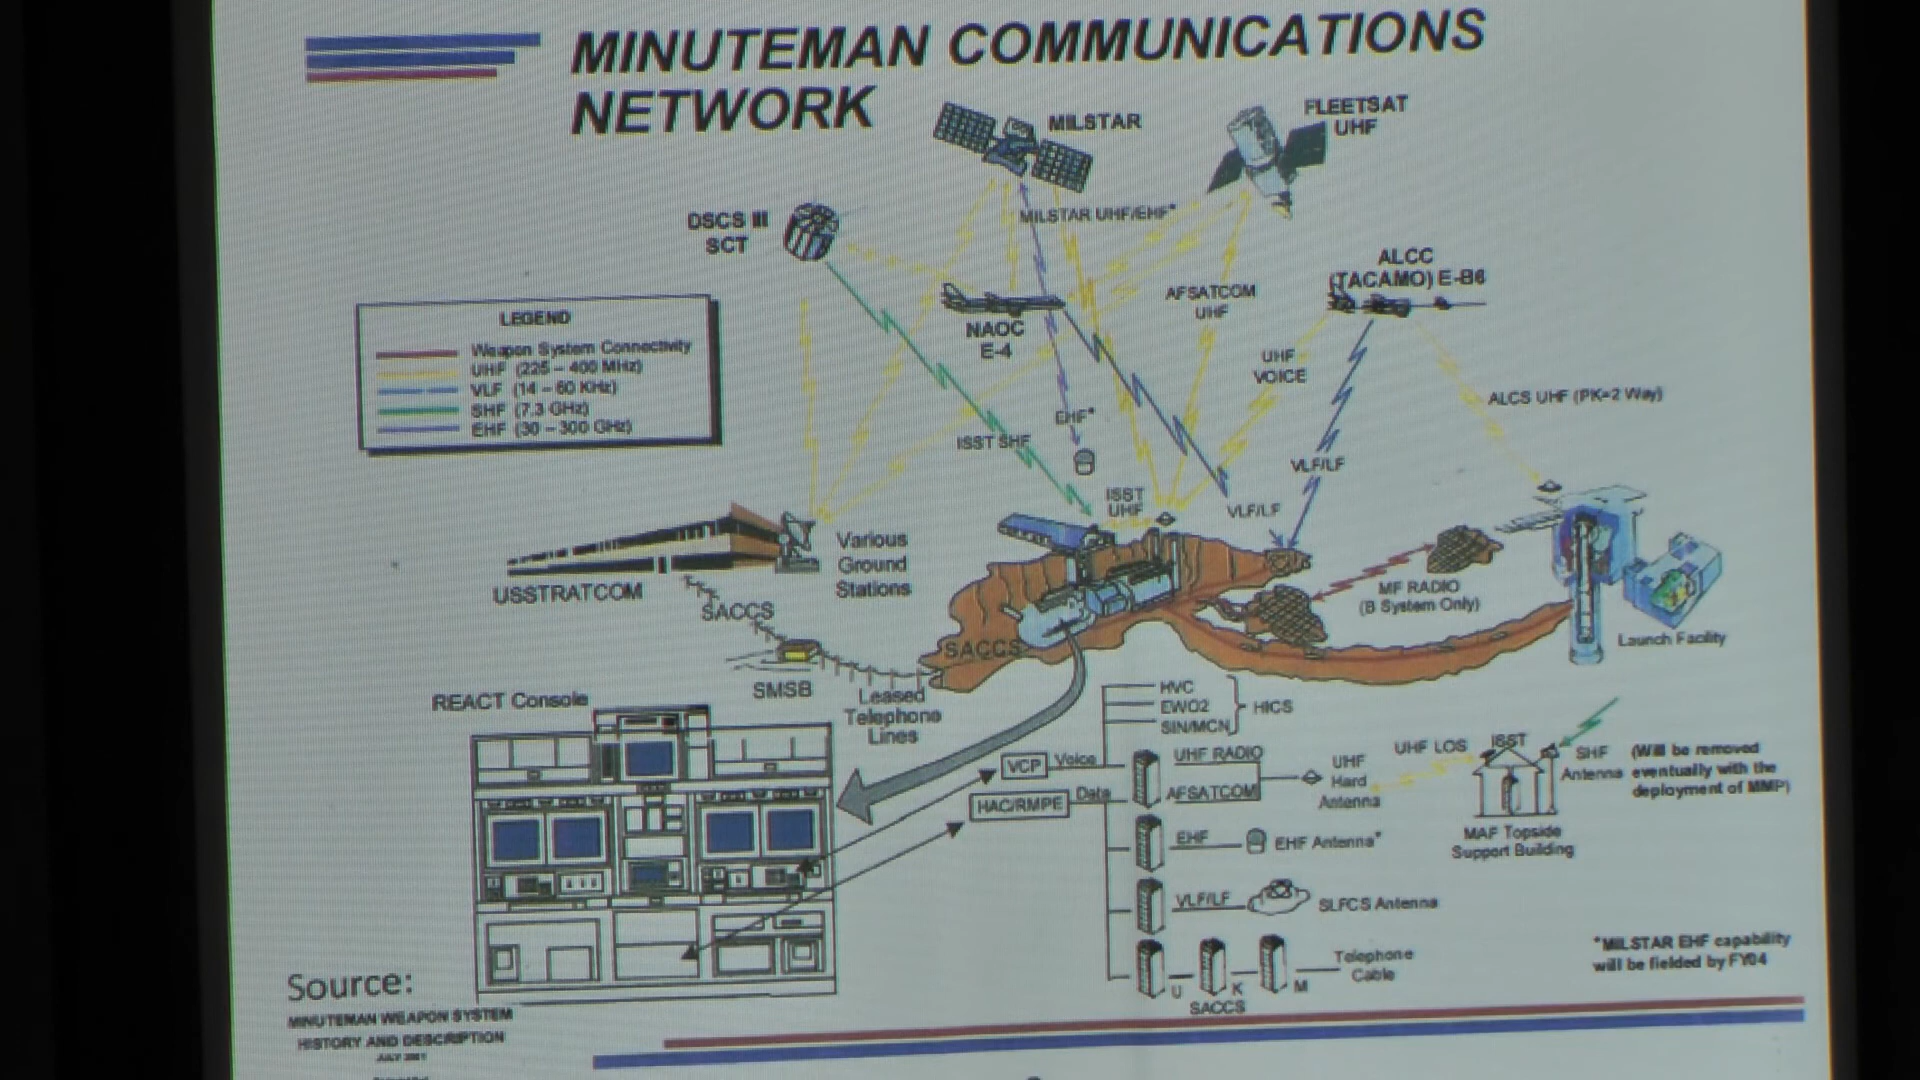 MINUTEMAN COMMUNICATIONS
NETWORK
MILSTAR
FLEETSAT
UHF
DSCS III
SCT
MILSTAR UHF/EHF*
ALCC
(TACAMO) E-B6
NAOC
E-4
AFSATCOM
UHF
UHF
VOICE
LEGEND
Weapon System Connectivity
UHF (225 – 400 MHz)
VLF (14 – 60 KHz)
SHF (7.3 GHz)
EHF (30 – 300 GHz)
ALCS UHF (PK=2 Way)
EHF*
ISST SHF
VLF/LF
ISST
UHF
VLF/LF
Various
Ground
Stations
USSTRATCOM
SACCS
MF RADIO
(B System Only)
Launch Facility
SACCS
SMSB
Leased
Telephone
Lines
REACT Console
HVC
EWO2
SIN/MCN
HICS
VCP
Voice
HAC/RMPE
Data
UHF RADIO
AFSATCOM
UHF
Hard
Antenna
UHF LOS
ISST
SHF
Antenna
(Will be removed
eventually with the
deployment of MMP)
MAF Topside
Support Building
EHF
EHF Antenna*
VLF/LF
SLFCS Antenna
U
K
M
SACCS
Telephone
Cable
*MILSTAR EHF capability
will be fielded by FY04
Source:
MINUTEMAN WEAPON SYSTEM
HISTORY AND DESCRIPTION
JULY 2001